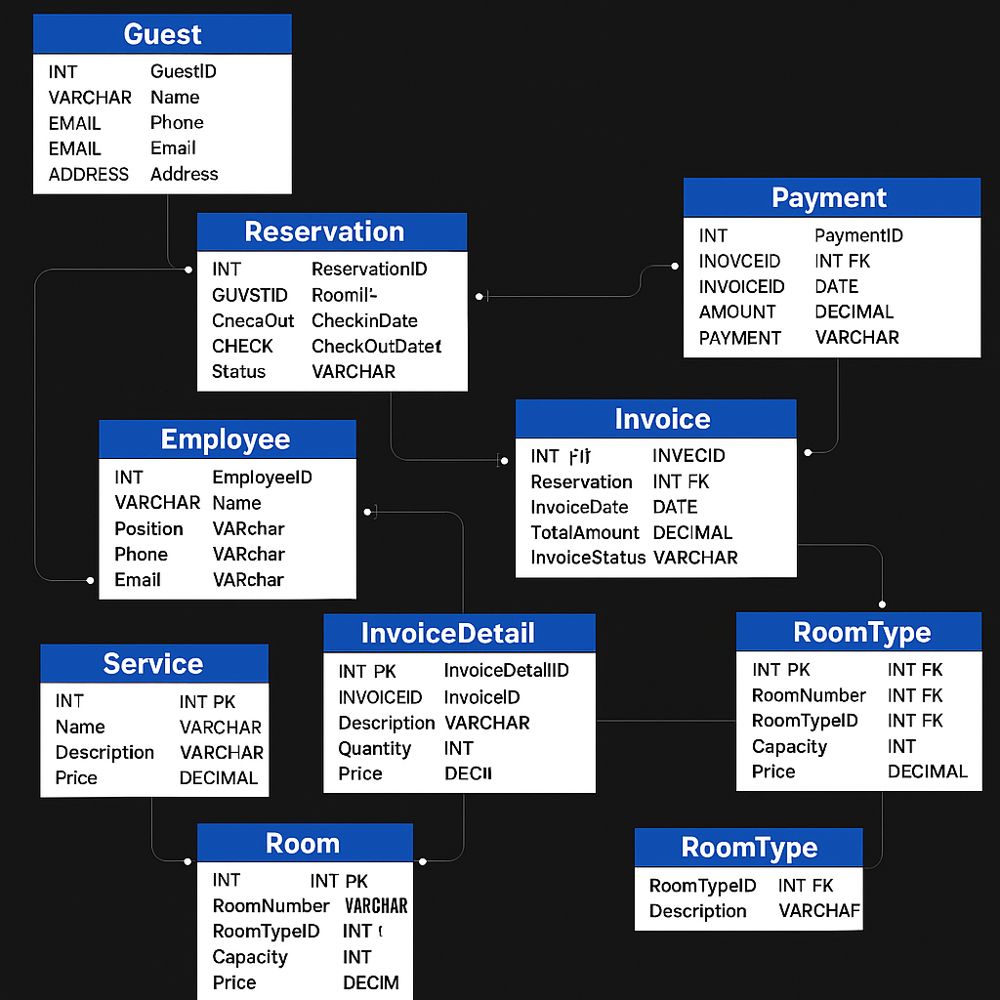 Guest
INT GuestID
VARCHAR Name
EMAIL Phone
EMAIL Email
ADDRESS Address
Reservation
INT ReservationID
GUVSTID
CnecaOut CheckinDate
CHECK CheckOutDatet
Status VARCHAR
Payment
INT PaymentID
INOVCEID INT FK
INVOICEID DATE
AMOUNT DECIMAL
PAYMENT VARCHAR
Employee
INT EmployeeID
VARCHAR Name
Position VARchar
Phone VARchar
Email VARchar
Invoice
INT INVECID
Reservation INT FK
InvoiceDate DATE
TotalAmount DECIMAL
InvoiceStatus VARCHAR
Service
INT INT PK
Name VARCHAR
Description VARCHAR
Price DECIMAL
InvoiceDetail
INT PK InvoiceDetallID
INVOICEID InvoiceID
Description VARCHAR
Quantity INT
Price
RoomType
INT PK INT FK
RoomNumber INT FK
RoomTypeID INT FK
Capacity INT
Price DECIMAL
Room
INT INT PK
RoomNumber VARCHAR
RoomTypeID INT
Capacity INT
Price DECIM
RoomType
RoomTypeID INT FK
Description VARCHAF